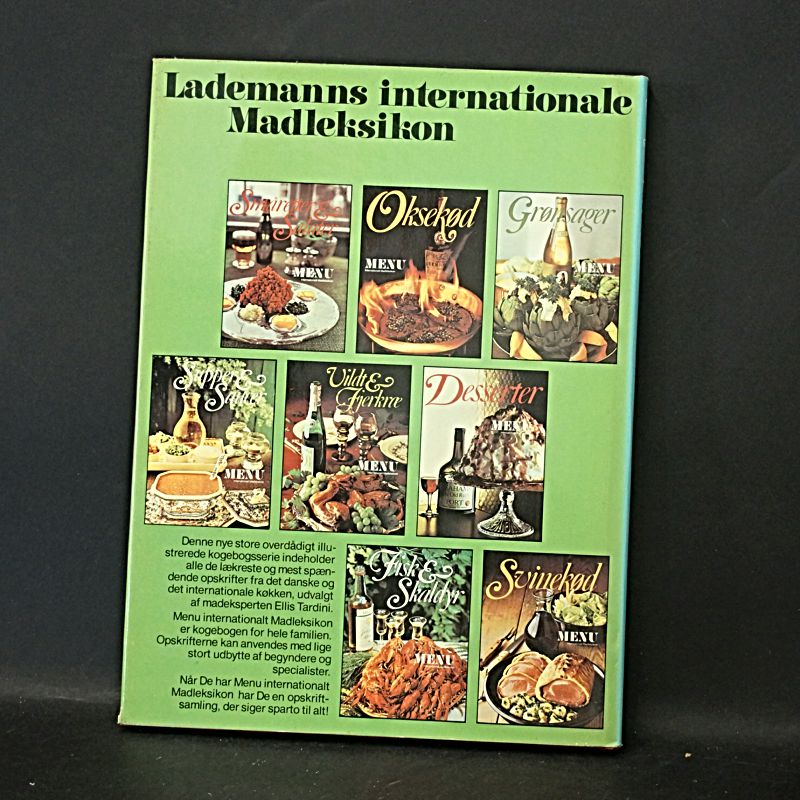 Lademanns internationale
Madleksikon
Småretter &
Salater
MENU
Oksekød
MENU
Grønsager
MENU
Supper &
Saucer
MENU
Vildt &
Fjerkræ
MENU
Desserter
MENU
PORT
Denne nye store overdådigt illu-
strerede kogebogsserie indeholder
alle de lækreste og mest spæn-
dende opskrifter fra det danske og
det internationale køkken, udvalgt
af madeksperten Ellis Tardini.
Menu internationalt Madleksikon
er kogebogen for hele familien.
Opskrifterne kan anvendes med lige
stort udbytte af begyndere og
specialister.
Når De har Menu internationalt
Madleksikon har De en opskrift-
samling, der siger sparto til alt!
Fisk &
Skaldyr
MENU
Svinekød
MENU